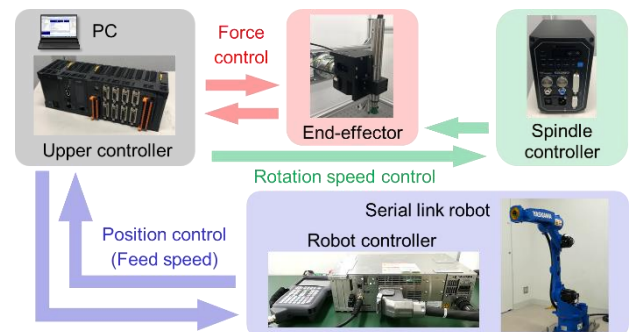 PC
Upper controller
Force
control
End-effector
Spindle
controller
Rotation speed control
Position control
(Feed speed)
Serial link robot
Robot controller
YASKAWA